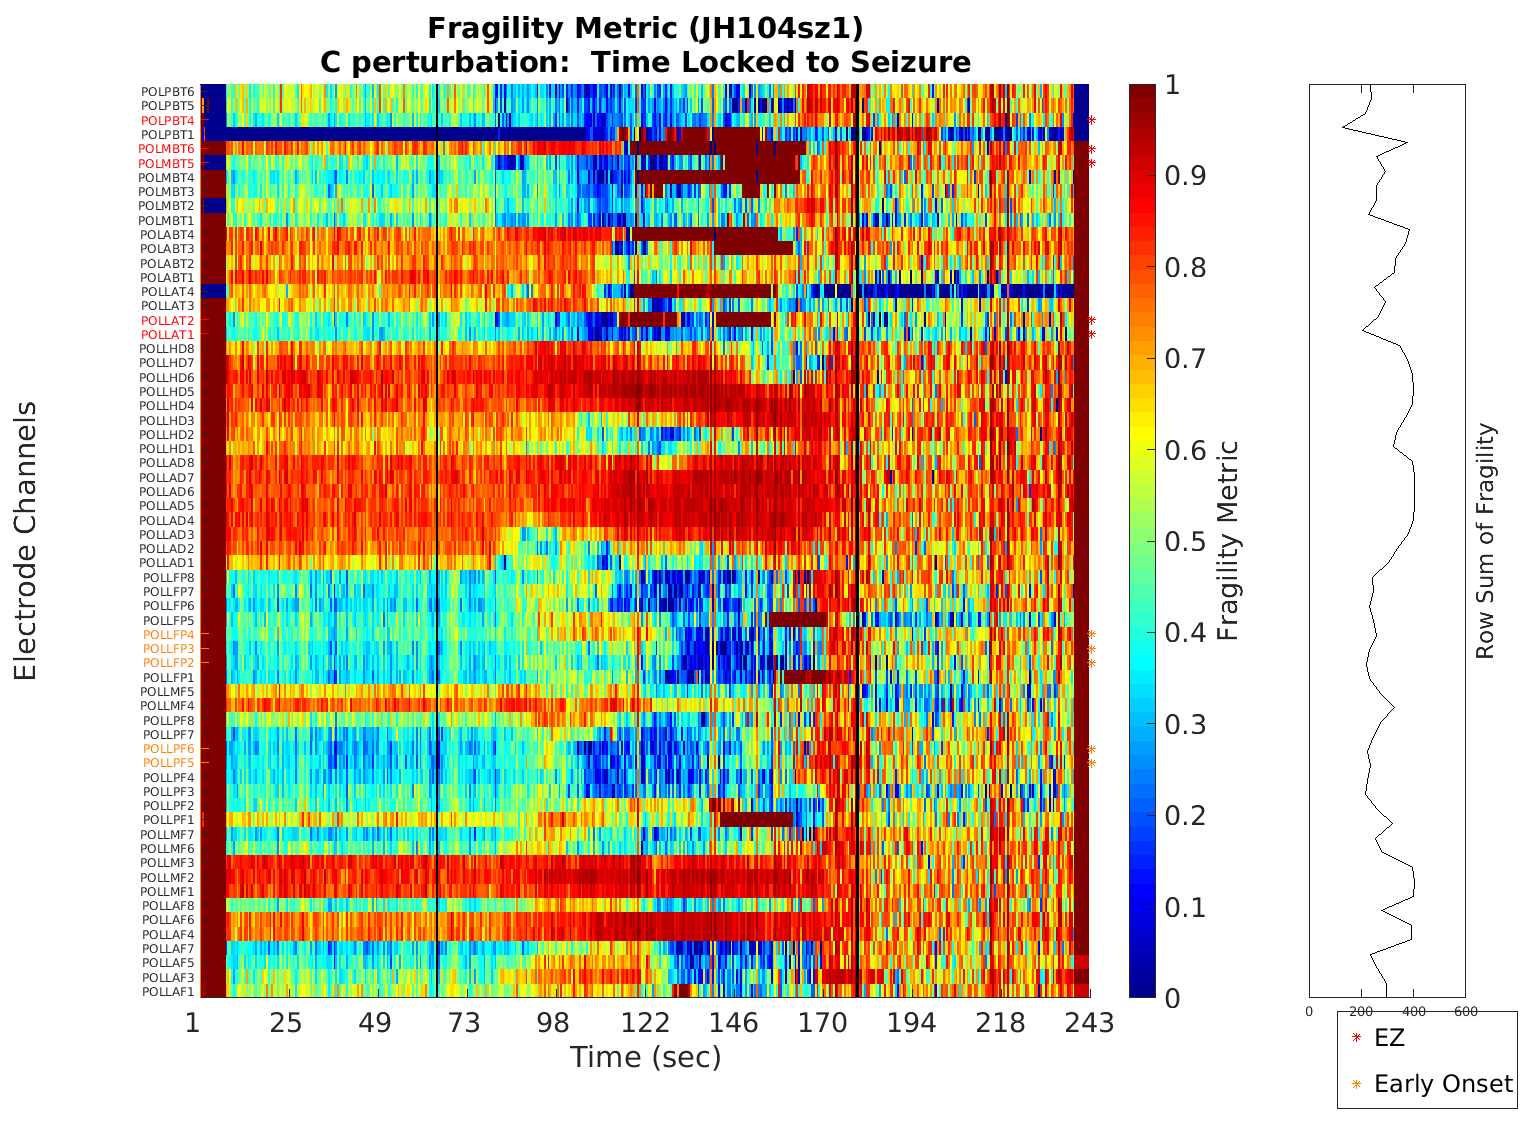 Fragility Metric (JH104sz1)
C perturbation:  Time Locked to Seizure
Electrode Channels
POLPBT6
POLPBT5
POLPBT4
POLPBT1
POLMBT6
POLMBT5
POLMBT4
POLMBT3
POLMBT2
POLMBT1
POLABT4
POLABT3
POLABT2
POLABT1
POLLAT4
POLLAT3
POLLAT2
POLLAT1
POLLHD8
POLLHD7
POLLHD6
POLLHD5
POLLHD4
POLLHD3
POLLHD2
POLLHD1
POLLAD8
POLLAD7
POLLAD6
POLLAD5
POLLAD4
POLLAD3
POLLAD2
POLLAD1
POLLFP8
POLLFP7
POLLFP6
POLLFP5
POLLFP4
POLLFP3
POLLFP2
POLLFP1
POLLMF5
POLLMF4
POLLPF8
POLLPF7
POLLPF6
POLLPF5
POLLPF4
POLLPF3
POLLPF2
POLLPF1
POLLMF7
POLLMF6
POLLMF3
POLLMF2
POLLMF1
POLLAF8
POLLAF6
POLLAF4
POLLAF7
POLLAF5
POLLAF3
POLLAF1
1 25 49 73 98 122 146 170 194 218 243
Time (sec)
1
0.9
0.8
0.7
0.6
0.5
0.4
0.3
0.2
0.1
0
Fragility Metric
Row Sum of Fragility
0 200 400 600
EZ
Early Onset